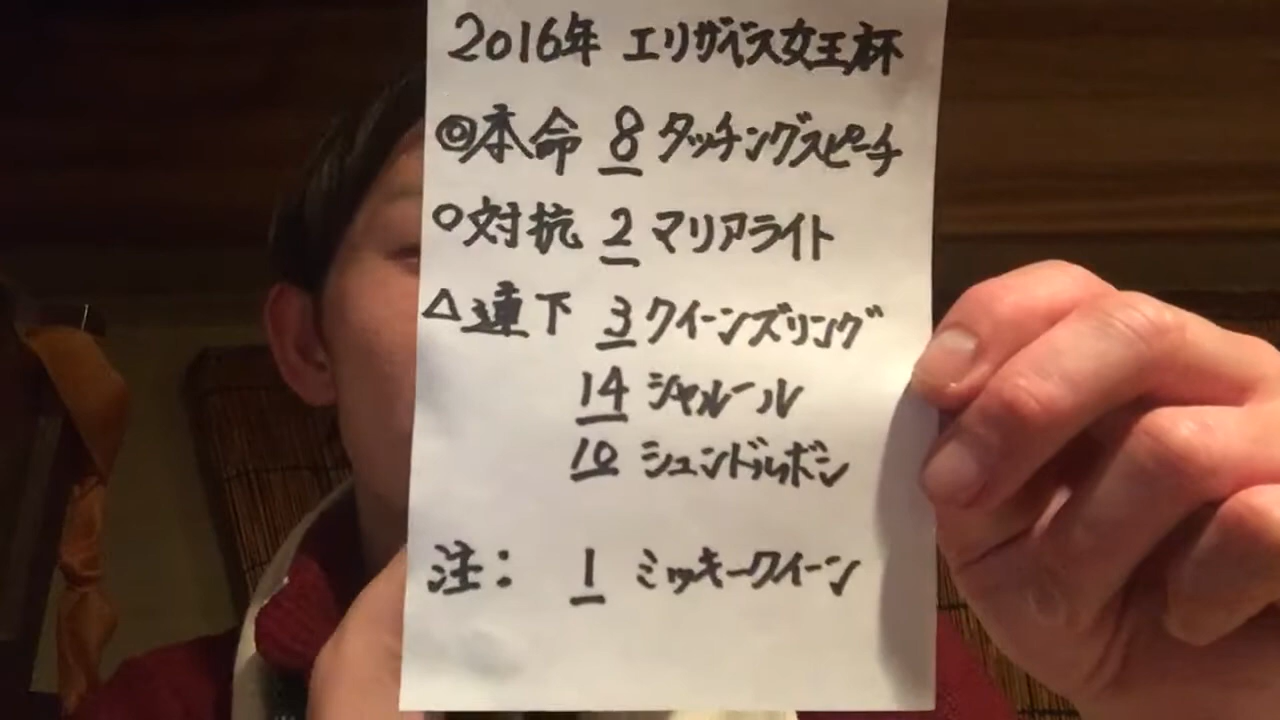 2016年 エリザベス女王杯
◎本命 8 タッチングスピーチ
○対抗 2 マリアライト
△連下 3 クイーンズリング
14 シャルール
10 シュンドルボン
注: 1 ミッキークイーン